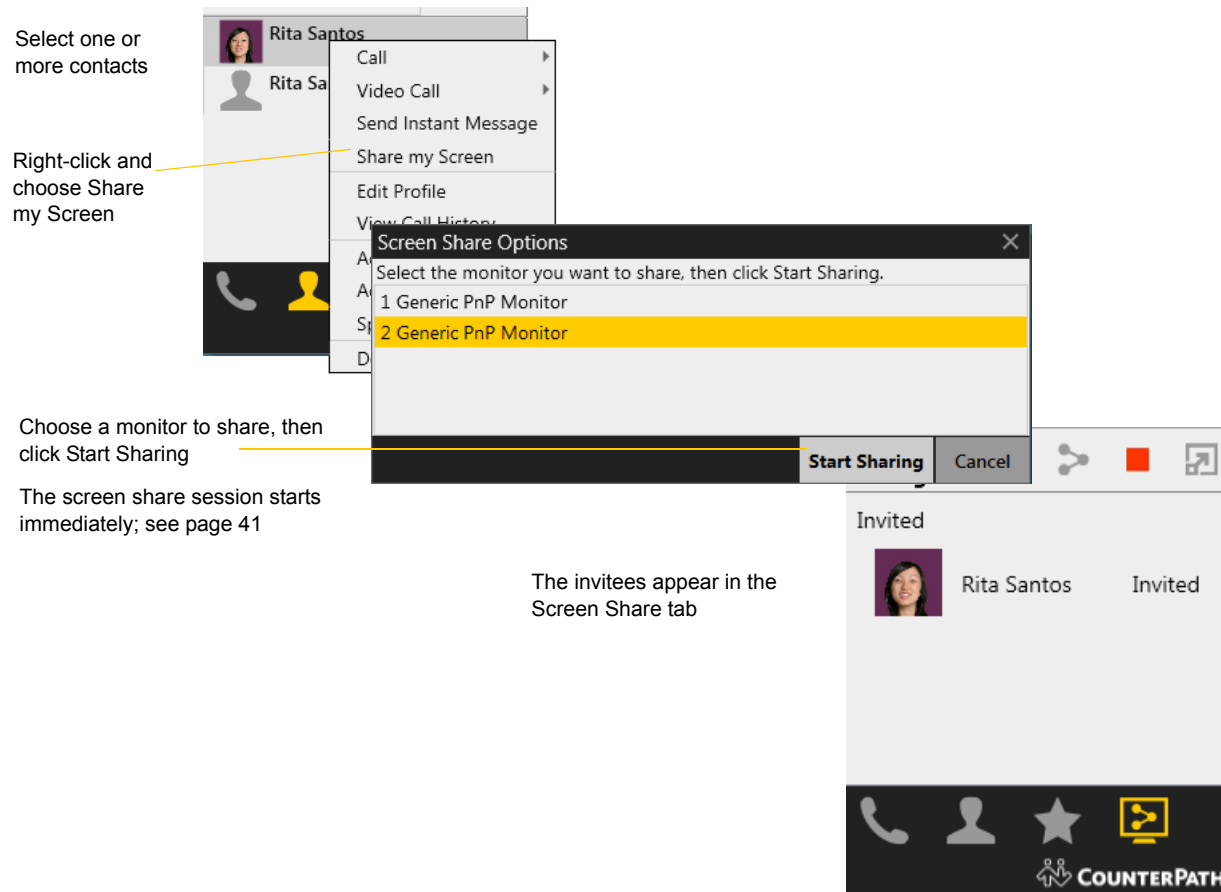 Select one or
more contacts
Rita Santos
Rita Sa
Call
Video Call
Send Instant Message
Share my Screen
Edit Profile
View Call History
Right-click and
choose Share
my Screen
Screen Share Options
Select the monitor you want to share, then click Start Sharing.
1 Generic PnP Monitor
2 Generic PnP Monitor
Start Sharing
Cancel
Choose a monitor to share, then
click Start Sharing
The screen share session starts
immediately; see page 41
The invitees appear in the
Screen Share tab
Invited
Rita Santos Invited
COUNTERPATH